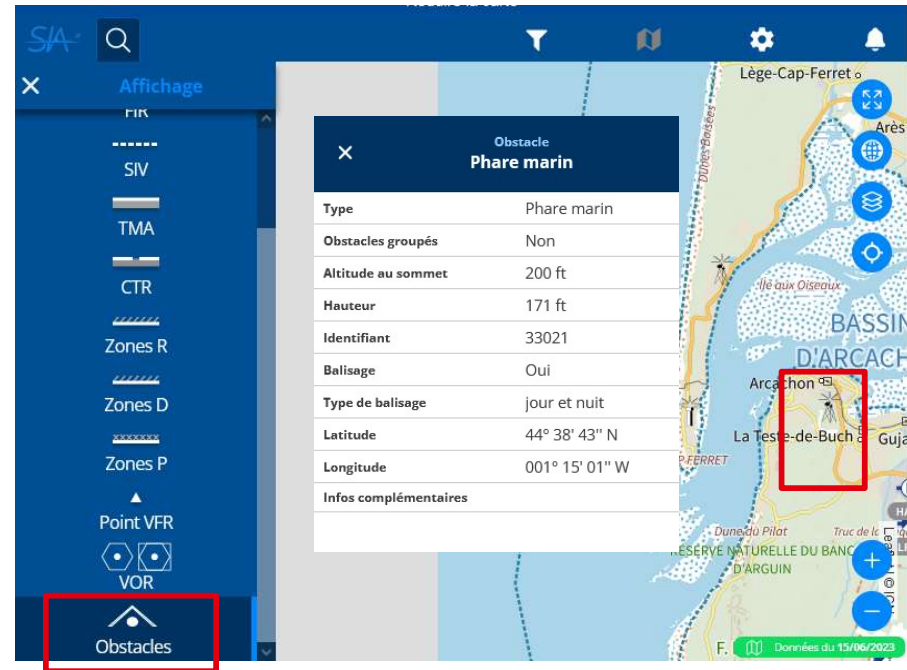 SIA
Affichage
FIR
SIV
TMA
CTR
Zones R
Zones D
Zones P
Point VFR
VOR
Obstacles
Obstacle
Phare marin
Type Phare marin
Obstacles groupés Non
Altitude au sommet 200 ft
Hauteur 171 ft
Identifiant 33021
Balisage Oui
Type de balisage jour et nuit
Latitude 44° 38' 43'' N
Longitude 001° 15' 01'' W
Infos complémentaires
Lège-Cap-Ferret
Arès
Dunes Boisées
Ile aux Oiseaux
BASSIN
D'ARCACH
Arcachon
La Teste-de-Buch
Guja
P-FERRET
Dune du Pilat
RÉSERVE NATURELLE DU BANC
D'ARGUIN
F.
Données du 15/06/2023